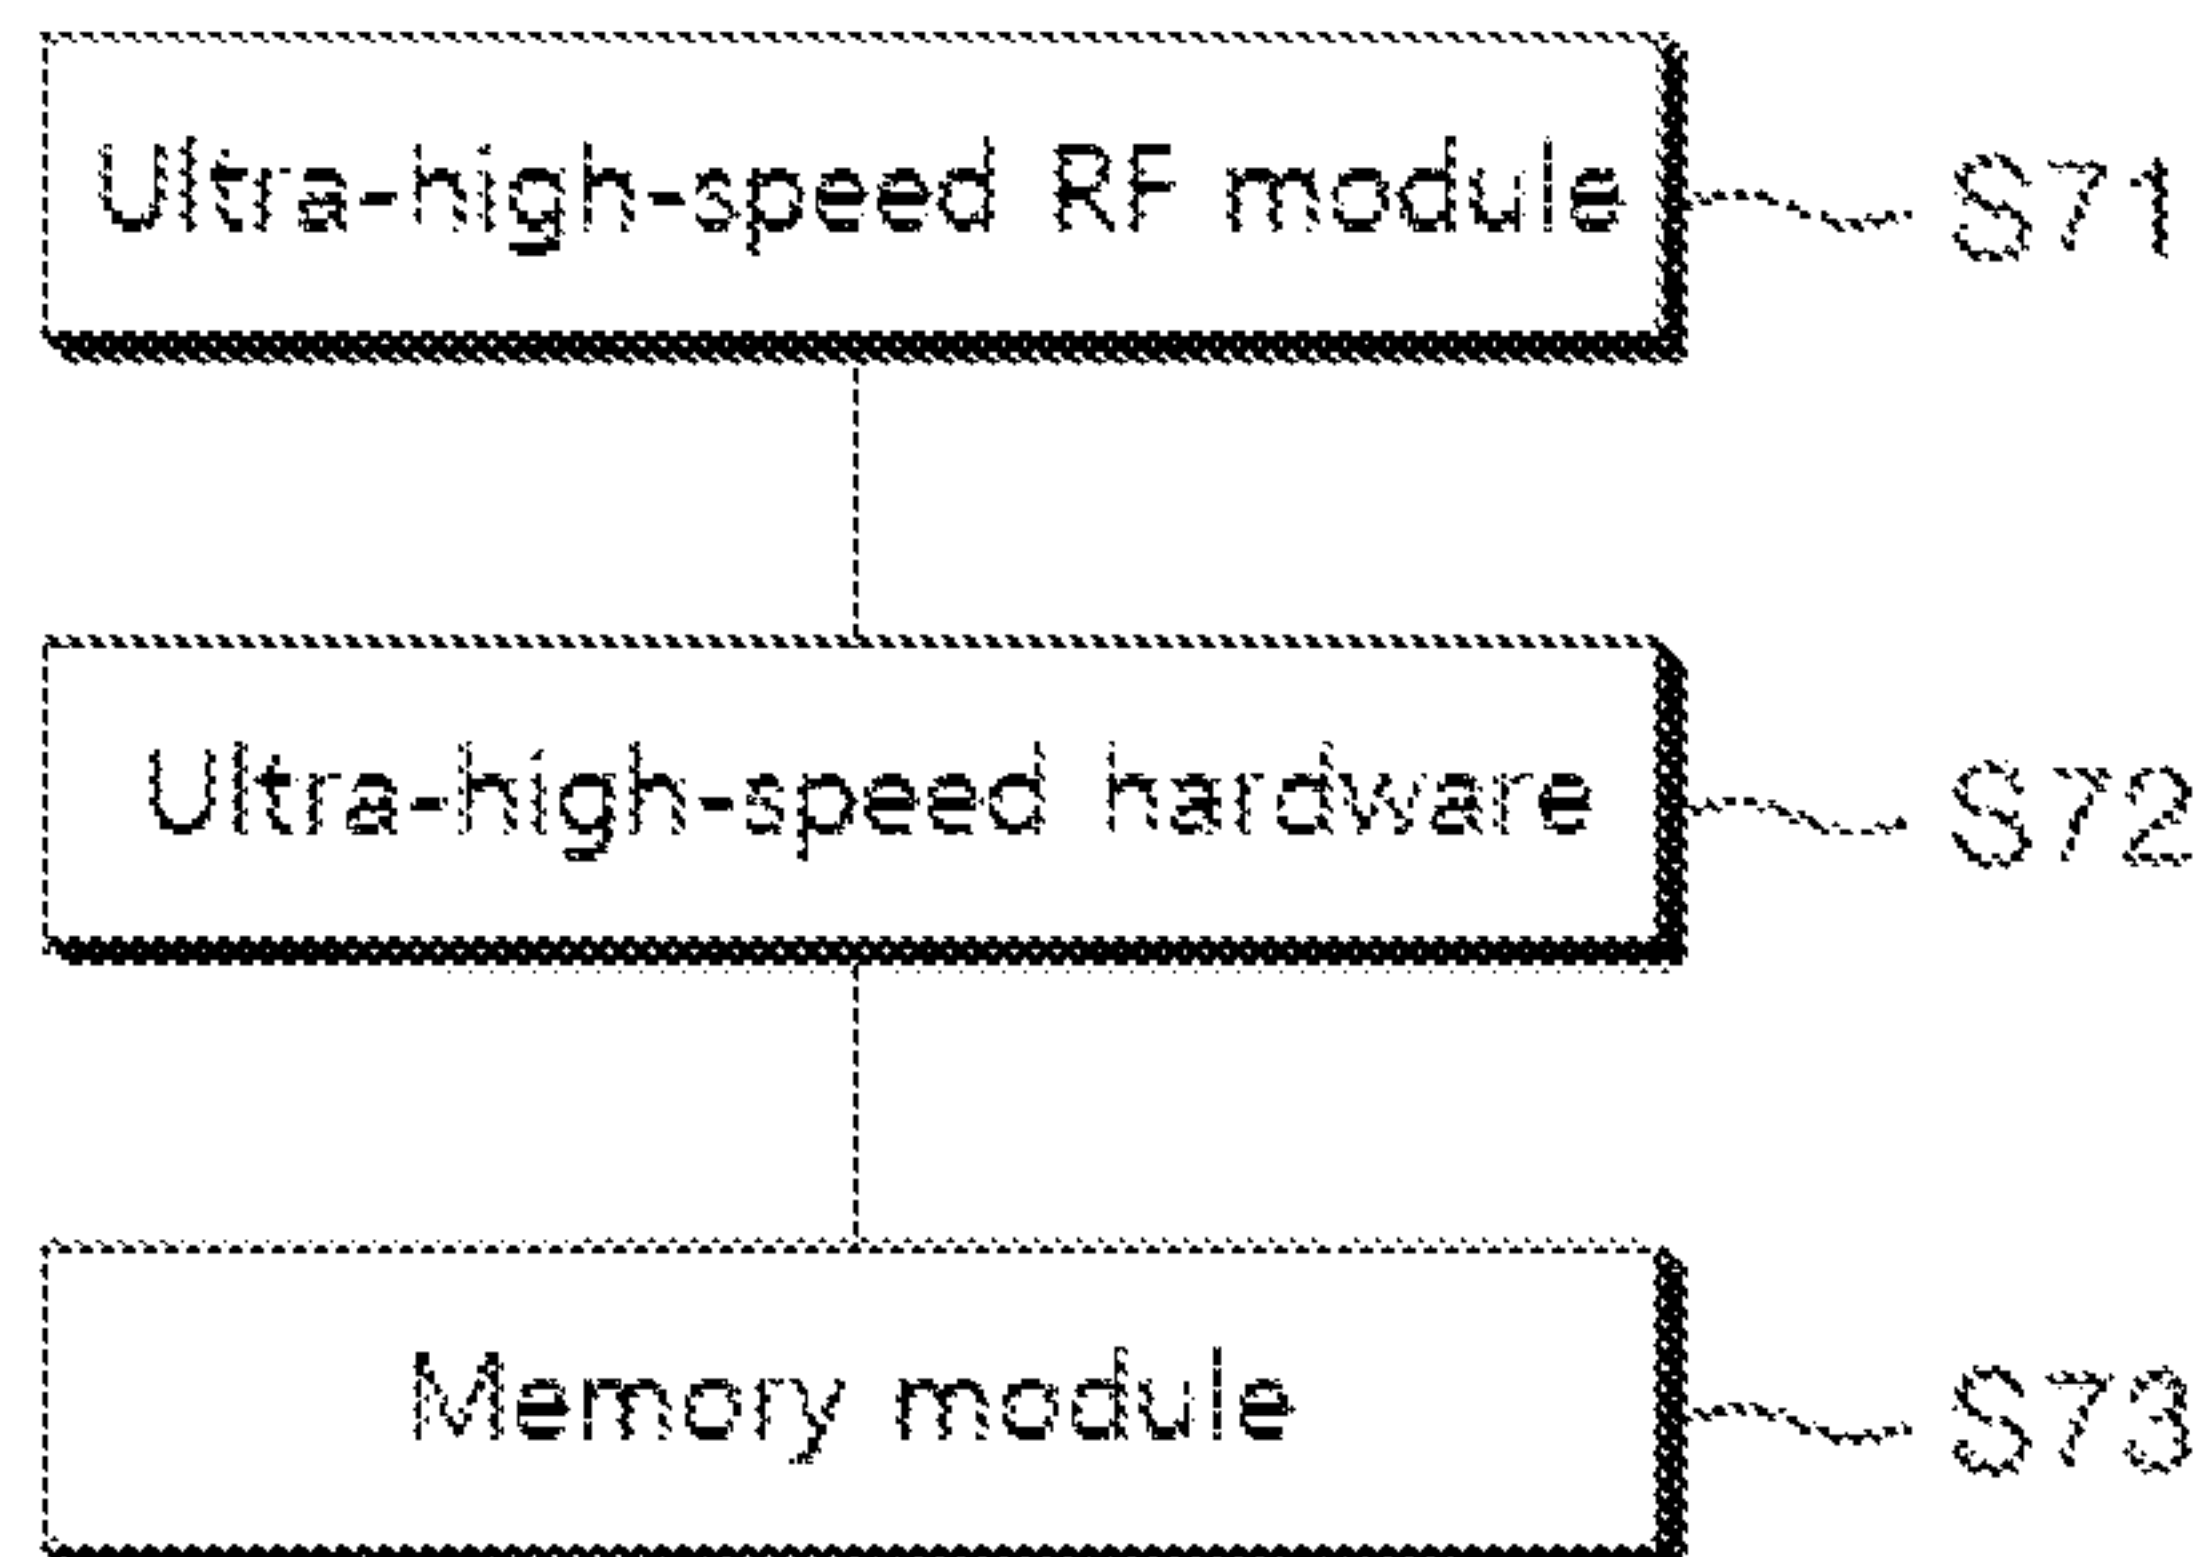 Ultra-high-speed RF module S71
Ultra-high-speed hardware S72
Memory module S73